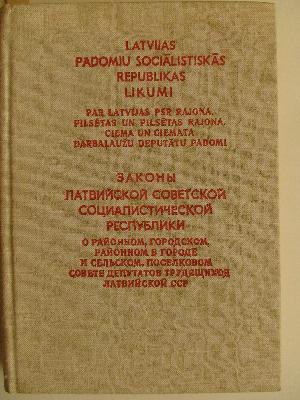 LATVIJAS
PADOMJU SOCIĀLISTISKĀS
REPUBLIKAS
LIKUMI
PAR LATVIJAS PSR RAJONA,
PILSĒTAS UN PILSĒTAS RAJONA,
CIEMA UN CIEMATA
DARBAĻAUŽU DEPUTĀTU PADOMI
ЗАКОНЫ
ЛАТВИЙСКОЙ СОВЕТСКОЙ
СОЦИАЛИСТИЧЕСКОЙ
РЕСПУБЛИКИ
О РАЙОННОМ, ГОРОДСКОМ,
РАЙОННОМ В ГОРОДЕ
И СЕЛЬСКОМ, ПОСЕЛКОВОМ
СОВЕТЕ ДЕПУТАТОВ ТРУДЯЩИХСЯ
ЛАТВИЙСКОЙ ССР